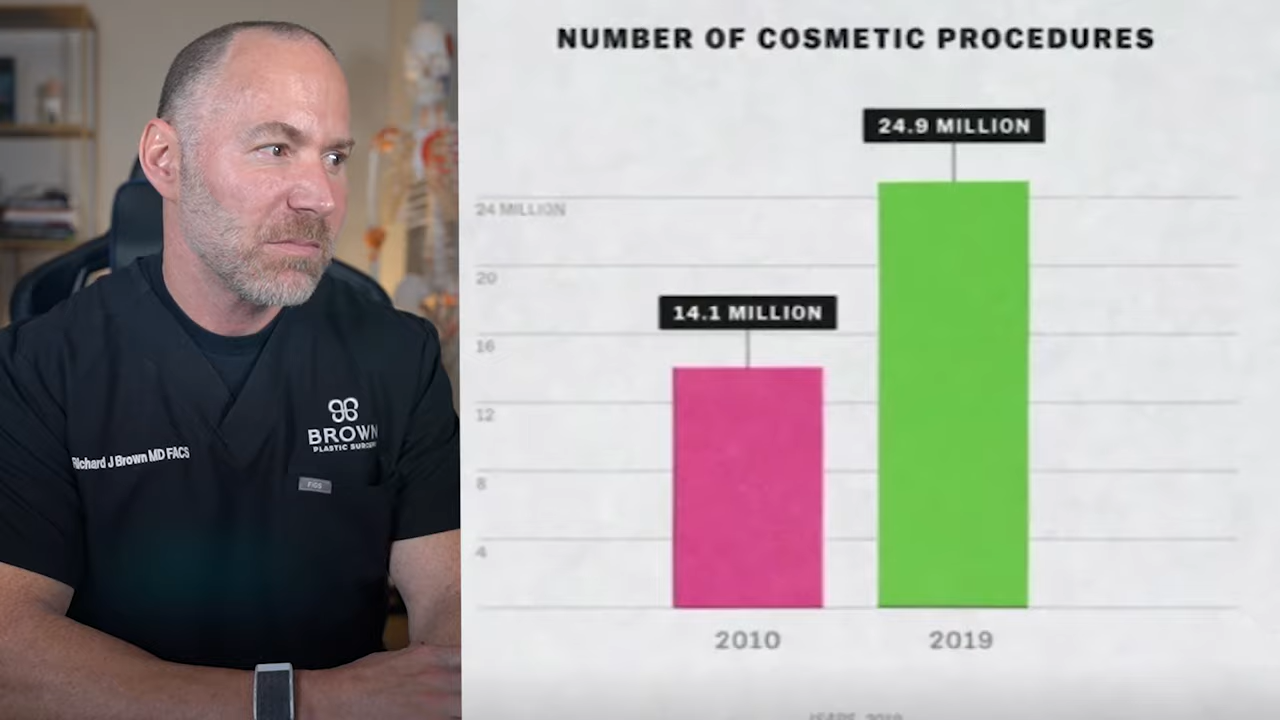 Richard J Brown MD FACS
BROWN
PLASTIC SURGERY
FIGS
NUMBER OF COSMETIC PROCEDURES
24.9 MILLION
24 MILLION
20
14.1 MILLION
16
12
8
4
2010
2019